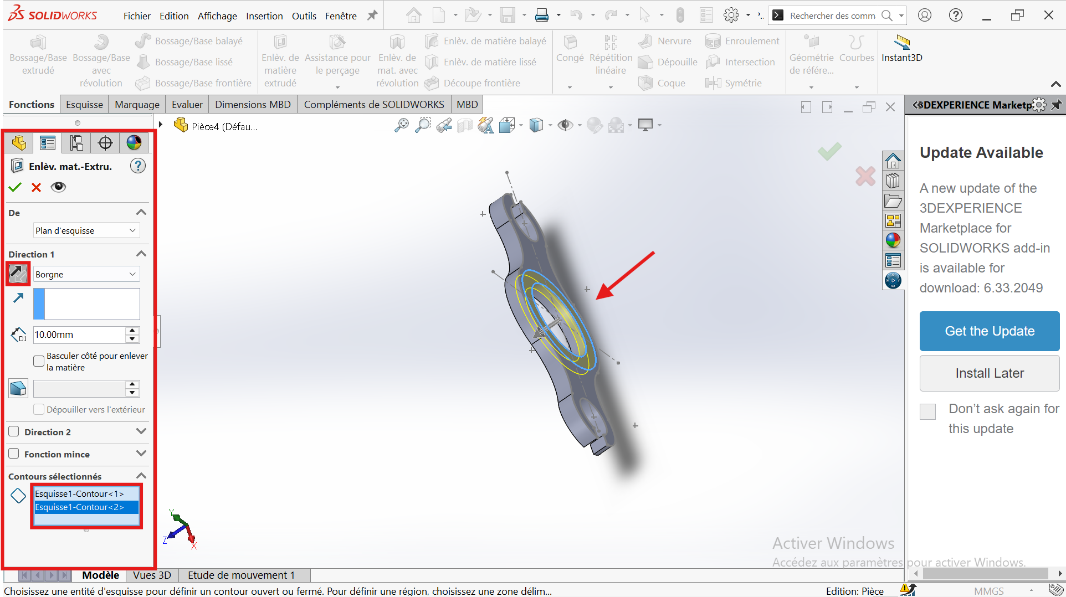 SOLIDWORKS
Fichier Edition Affichage Insertion Outils Fenêtre
Rechercher des comm
Bossage/Base extrudé
Bossage/Base avec révolution
Bossage/Base balayé
Bossage/Base lissé
Bossage/Base frontière
Enlèv. de matière extrudé
Assistance pour le perçage
Enlèv. de mat. avec révolution
Enlèv. de matière balayé
Enlèv. de matière lissé
Découpe frontière
Congé
Répétition linéaire
Nervure
Dépouille
Coque
Enroulement
Intersection
Symétrie
Géométrie de référe...
Courbes
Instant3D
Fonctions Esquisse Marquage Evaluer Dimensions MBD Compléments de SOLIDWORKS MBD
Pièce4 (Défau...
Enlèv. mat.-Extru.
De
Plan d'esquisse
Direction 1
Borgne
D1
10.00mm
Basculer côté pour enlever
la matière
Dépouiller vers l'extérieur
Direction 2
Fonction mince
Contours sélectionnés
Esquisse1-Contour<1>
Esquisse1-Contour<2>
Y
Z
X
3DEXPERIENCE Marketp
Update Available
A new update of the
3DEXPERIENCE
Marketplace for
SOLIDWORKS add-in
is available for
download: 6.33.2049
Get the Update
Install Later
Don't ask again for
this update
Activer Windows
Accédez aux paramètres pour activer Windows.
Modèle Vues 3D Etude de mouvement 1
Choisissez une entité d'esquisse pour définir un contour ouvert ou fermé. Pour définir une région, choisissez une zone délim...
Edition: Pièce
MMGS